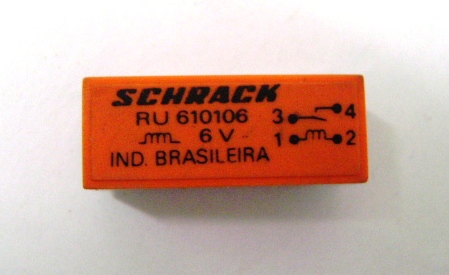 SCHRACK
RU 610106
6 V
IND. BRASILEIRA
3 4
1 2